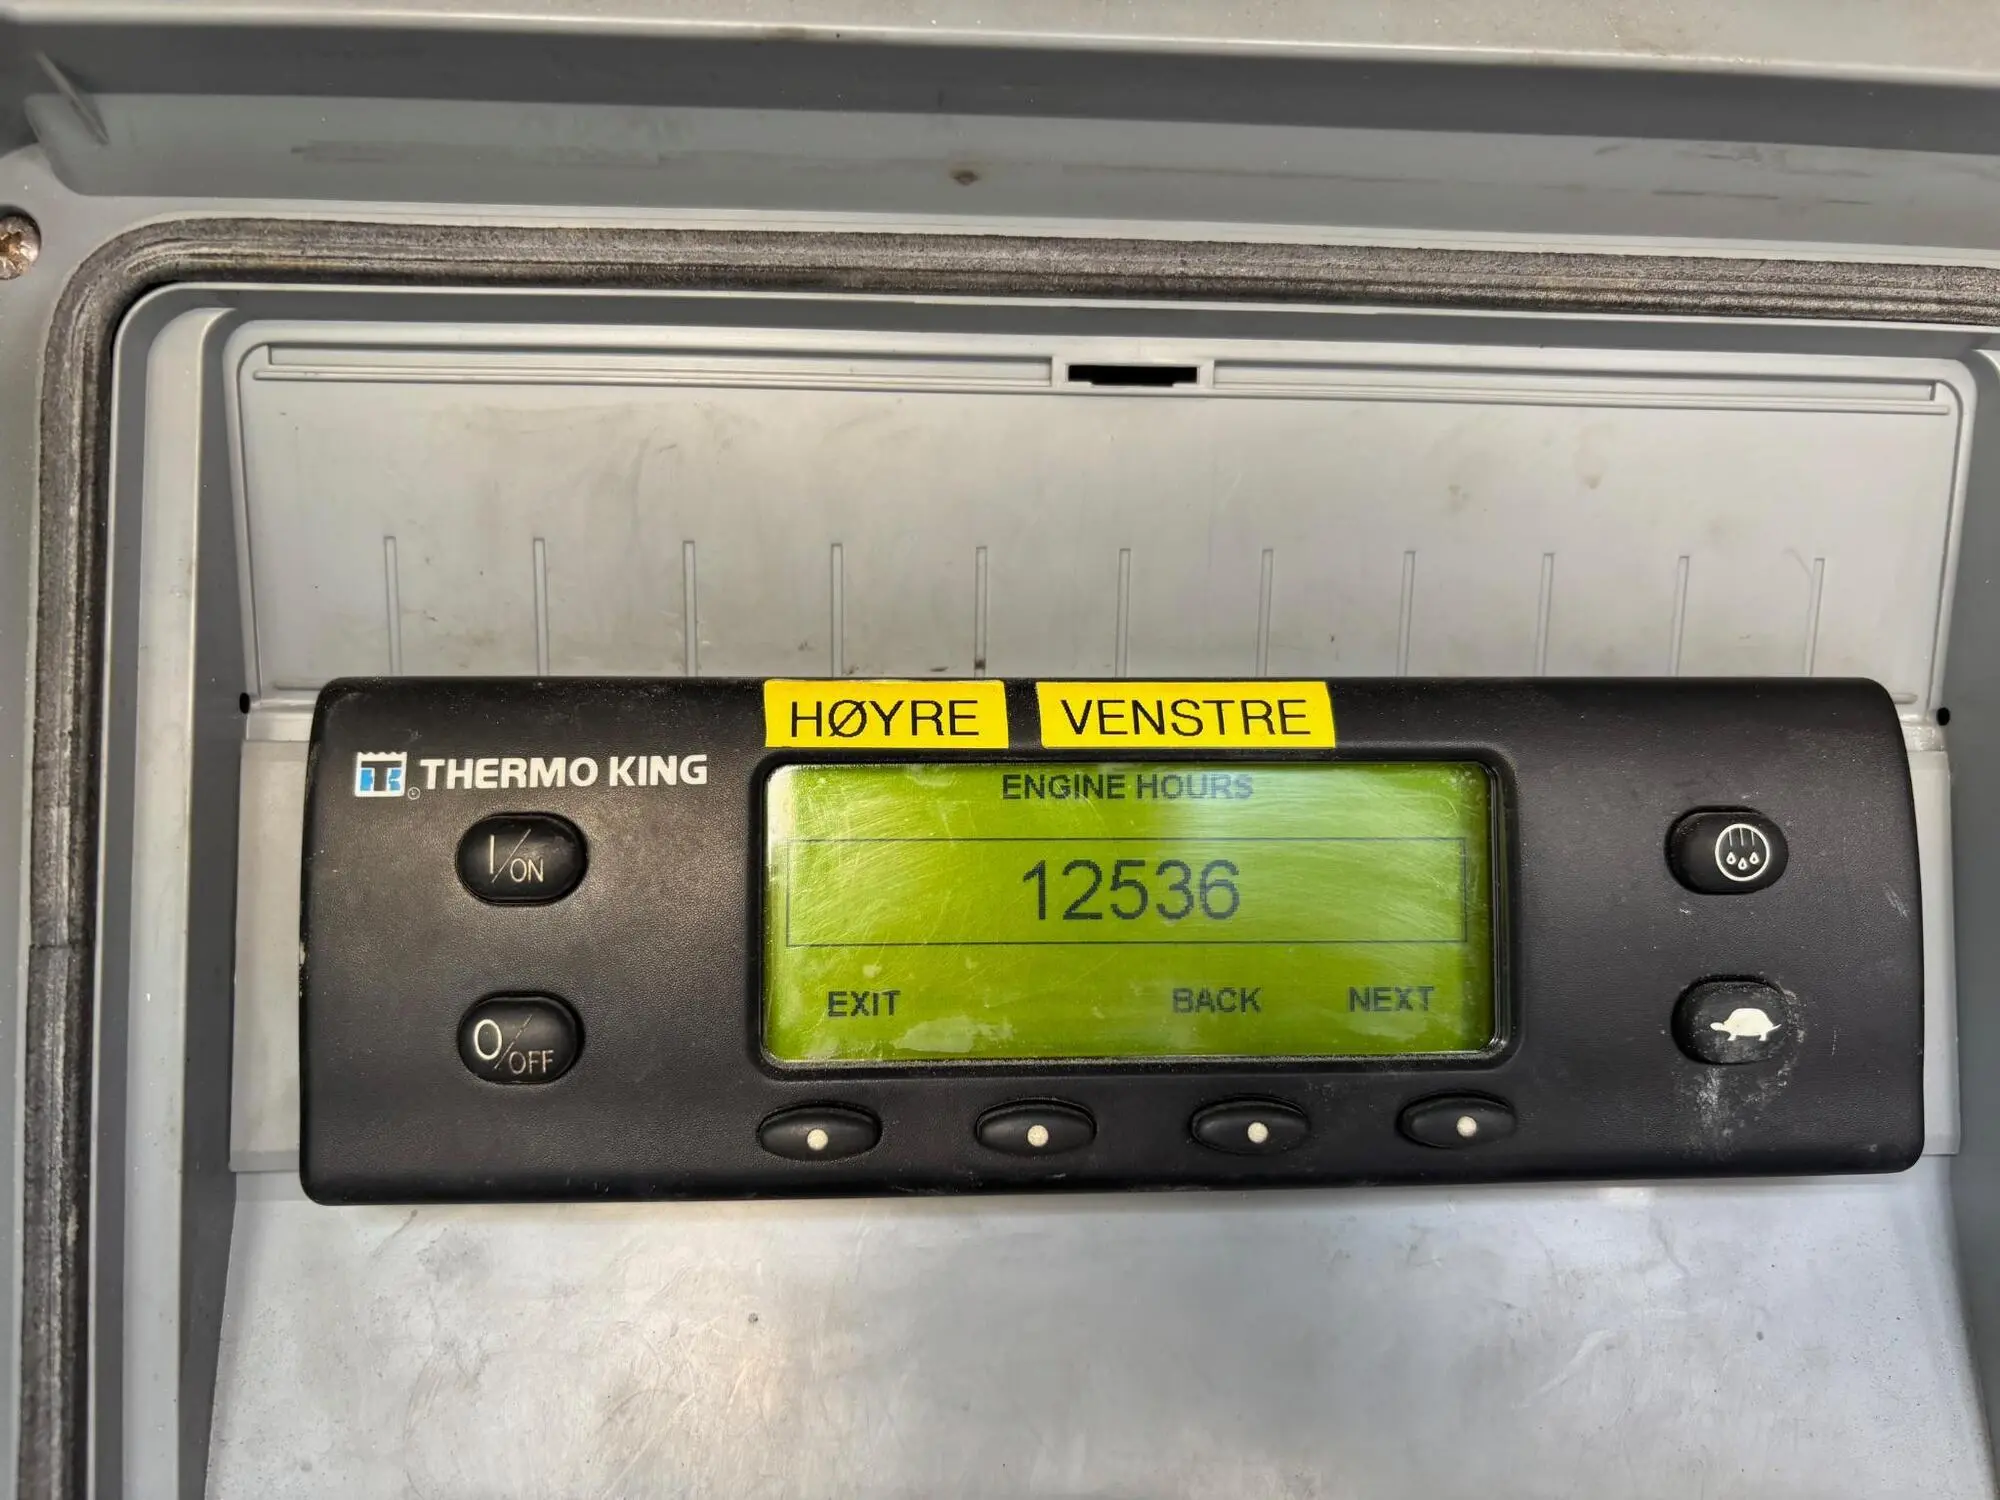 HØYRE VENSTRE
THERMO KING
ENGINE HOURS
I/ON
12536
EXIT BACK NEXT
O/OFF